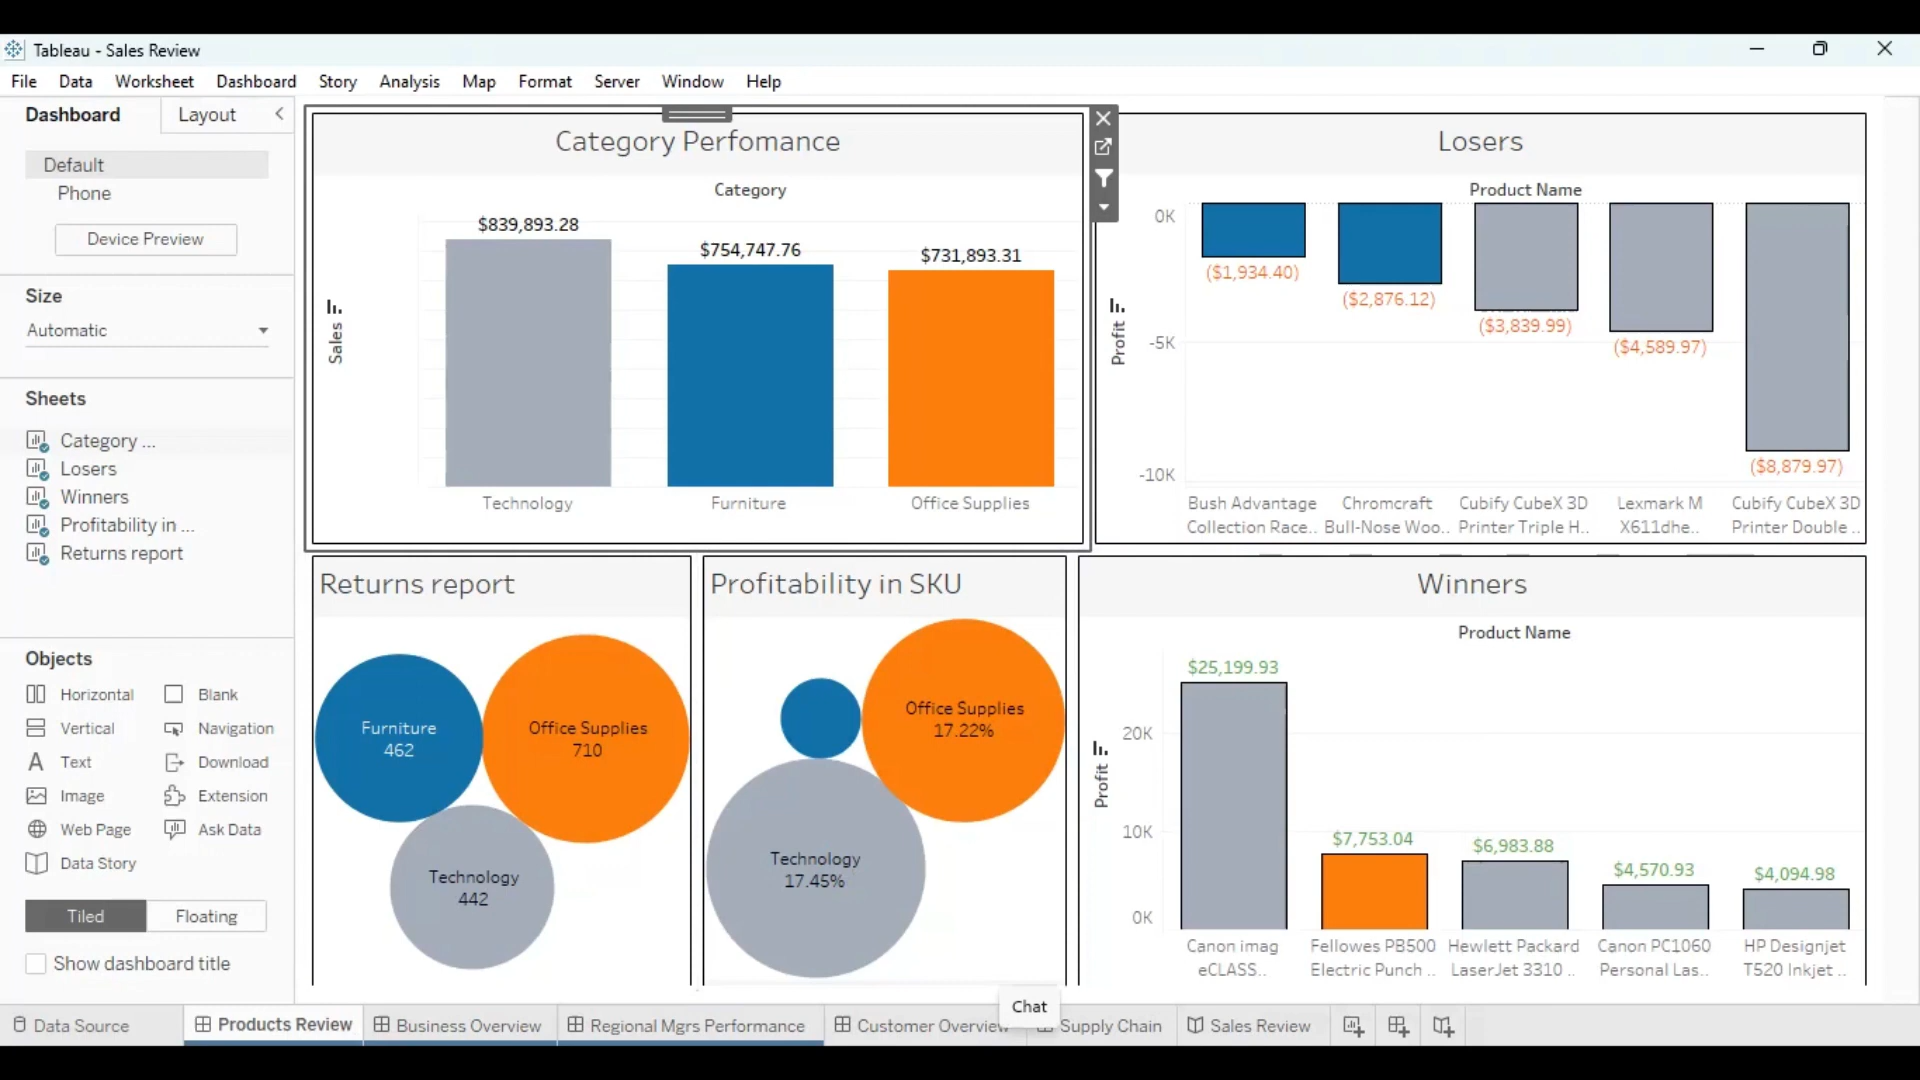 Tableau - Sales Review
File Data Worksheet Dashboard Story Analysis Map Format Server Window Help
Dashboard Layout
Default
Phone
Device Preview
Size
Automatic
Sheets
Category ...
Losers
Winners
Profitability in ...
Returns report
Objects
Horizontal Blank
Vertical Navigation
Text Download
Image Extension
Web Page Ask Data
Data Story
Tiled Floating
Show dashboard title
Category Perfomance
Category
$839,893.28
$754,747.76
$731,893.31
Sales
Technology Furniture Office Supplies
Losers
Product Name
0K
-5K
-10K
Profit
($1,934.40)
($2,876.12)
($3,839.99)
($4,589.97)
($8,879.97)
Bush Advantage Chromcraft Cubify CubeX 3D Lexmark M Cubify CubeX 3D
Collection Race.. Bull-Nose Woo.. Printer Triple H.. X611dhe.. Printer Double ..
Returns report
Furniture
462
Office Supplies
710
Technology
442
Profitability in SKU
Office Supplies
17.22%
Technology
17.45%
Winners
Product Name
$25,199.93
$7,753.04
$6,983.88
$4,570.93
$4,094.98
20K
10K
0K
Profit
Canon imag Fellowes PB500 Hewlett Packard Canon PC1060 HP Designjet
eCLASS.. Electric Punch .. LaserJet 3310 .. Personal Las.. T520 Inkjet ..
Chat
Data Source Products Review Business Overview Regional Mgrs Performance Customer Overview Supply Chain Sales Review